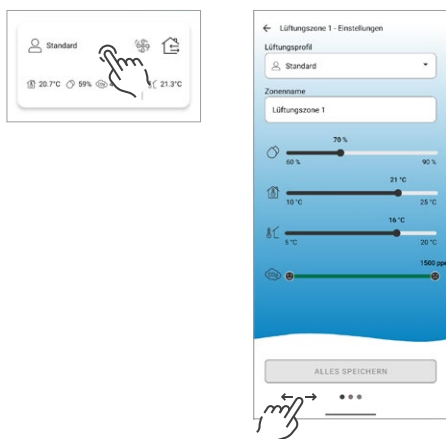 Standard
20.7°C 59% 21.3°C
Lüftungszone 1 - Einstellungen
Lüftungsprofil
Standard
Zonenname
Lüftungszone 1
70 %
60 % 90 %
21 °C
10 °C 25 °C
16 °C
5 °C 20 °C
1500 ppm
ALLES SPEICHERN